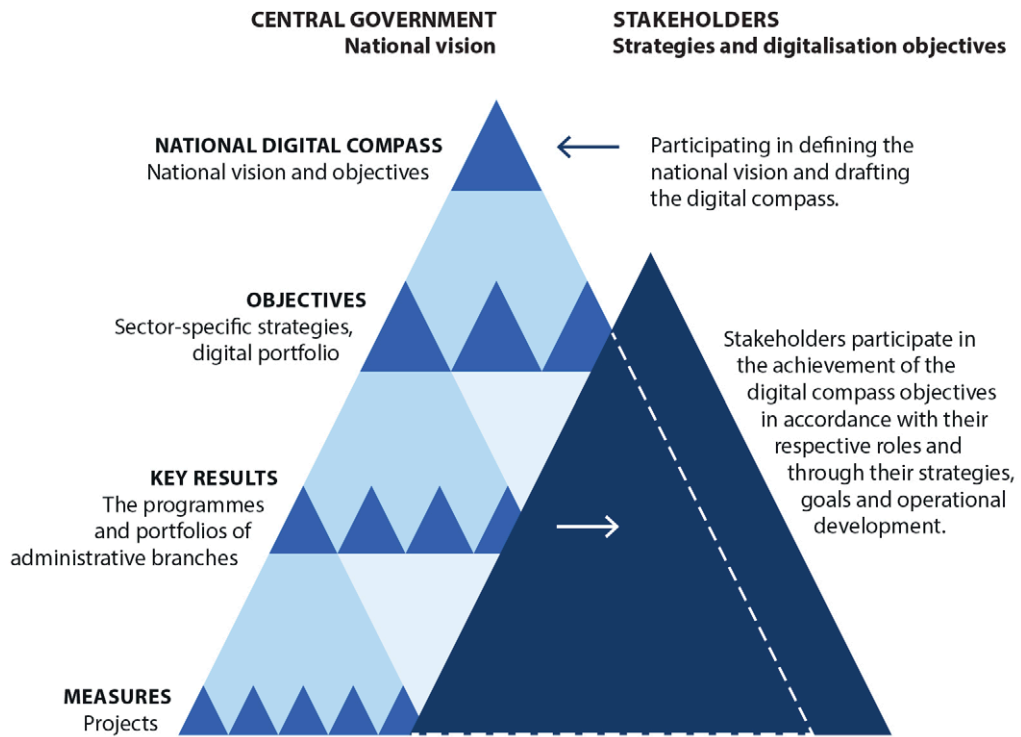 CENTRAL GOVERNMENT
National vision
STAKEHOLDERS
Strategies and digitalisation objectives
NATIONAL DIGITAL COMPASS
National vision and objectives
Participating in defining the
national vision and drafting
the digital compass.
OBJECTIVES
Sector-specific strategies,
digital portfolio
Stakeholders participate in
the achievement of the
digital compass objectives
in accordance with their
respective roles and
through their strategies,
goals and operational
development.
KEY RESULTS
The programmes
and portfolios of
administrative branches
MEASURES
Projects